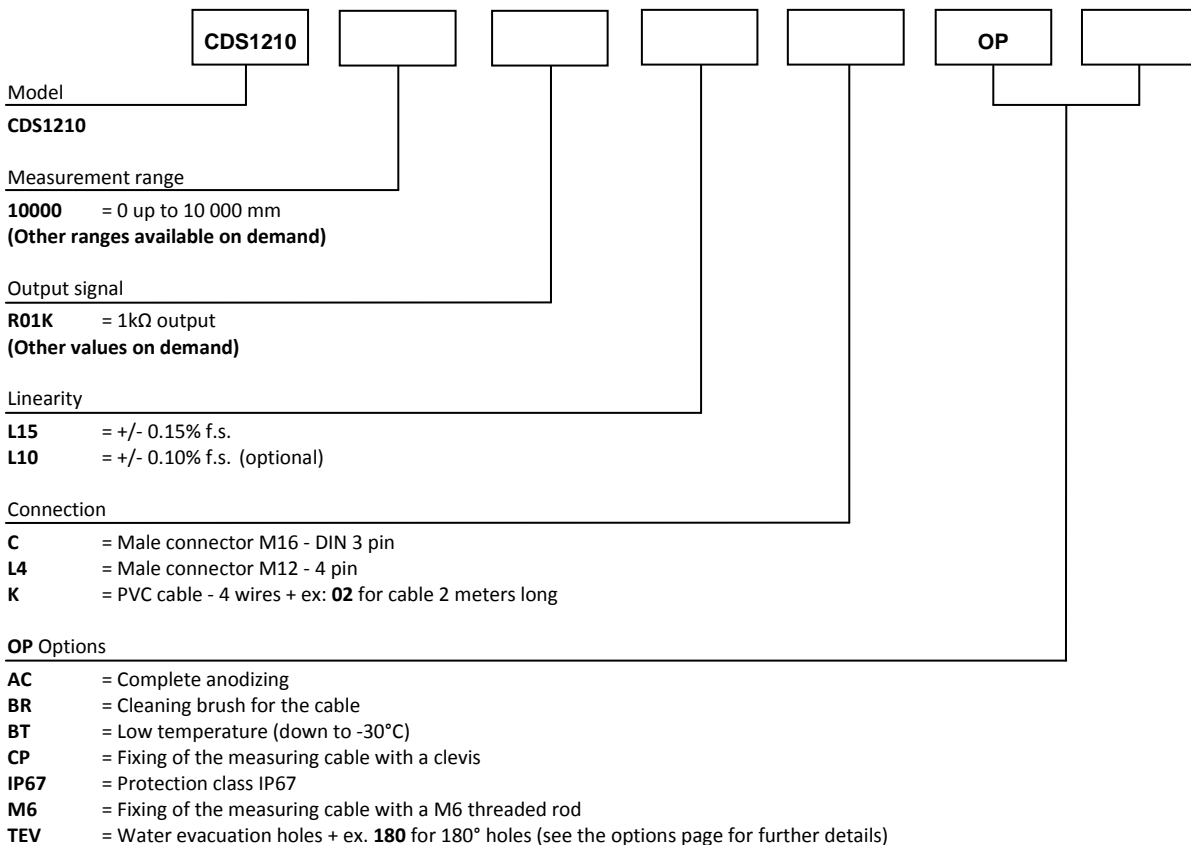 CDS1210 OP
Model
CDS1210
Measurement range
10000 = 0 up to 10 000 mm
(Other ranges available on demand)
Output signal
R01K = 1kΩ output
(Other values on demand)
Linearity
L15 = +/- 0.15% f.s.
L10 = +/- 0.10% f.s. (optional)
Connection
C = Male connector M16 - DIN 3 pin
L4 = Male connector M12 - 4 pin
K = PVC cable - 4 wires + ex: 02 for cable 2 meters long
OP Options
AC = Complete anodizing
BR = Cleaning brush for the cable
BT = Low temperature (down to -30°C)
CP = Fixing of the measuring cable with a clevis
IP67 = Protection class IP67
M6 = Fixing of the measuring cable with a M6 threaded rod
TEV = Water evacuation holes + ex. 180 for 180° holes (see the options page for further details)